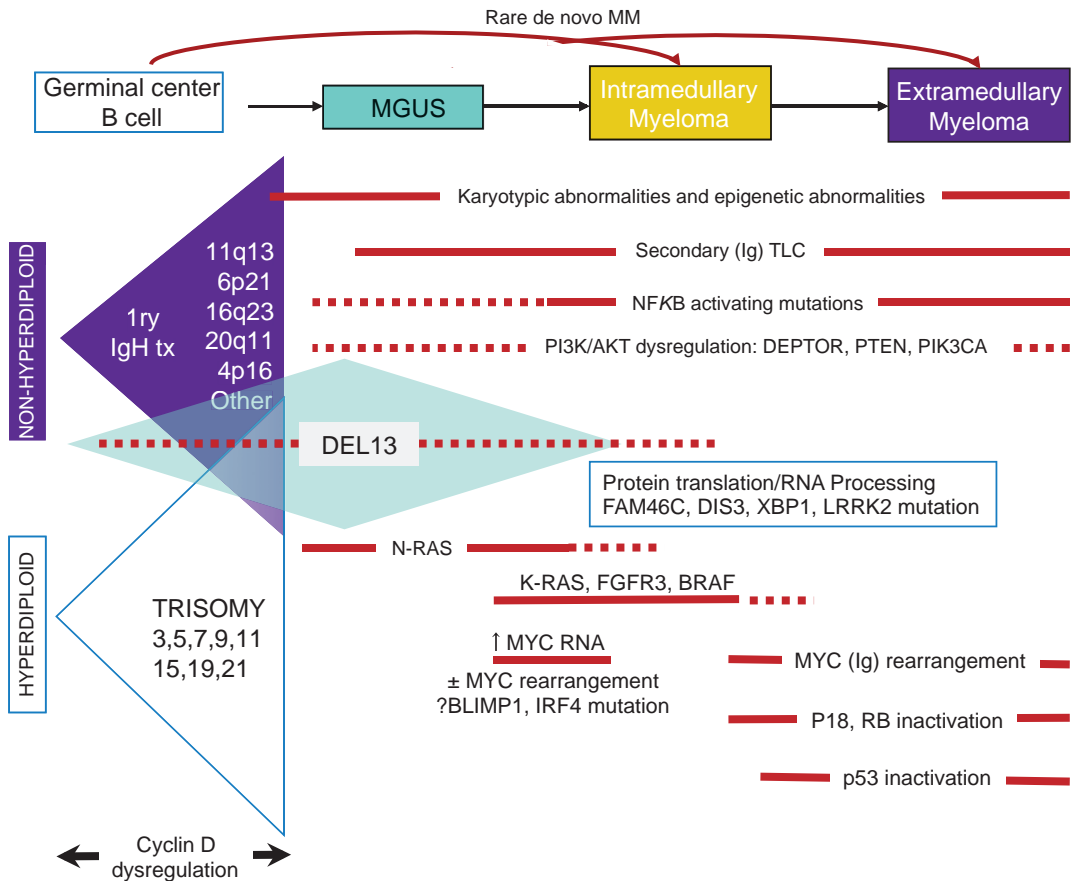 Rare de novo MM
Germinal center
B cell
MGUS
Intramedullary
Myeloma
Extramedullary
Myeloma
Karyotypic abnormalities and epigenetic abnormalities
NON-HYPERDIPLOID
1ry
IgH tx
11q13
6p21
16q23
20q11
4p16
Other
Secondary (Ig) TLC
NFKB activating mutations
PI3K/AKT dysregulation: DEPTOR, PTEN, PIK3CA
DEL13
Protein translation/RNA Processing
FAM46C, DIS3, XBP1, LRRK2 mutation
N-RAS
K-RAS, FGFR3, BRAF
HYPERDIPLOID
TRISOMY
3,5,7,9,11
15,19,21
↑ MYC RNA
± MYC rearrangement
?BLIMP1, IRF4 mutation
MYC (Ig) rearrangement
P18, RB inactivation
p53 inactivation
Cyclin D
dysregulation